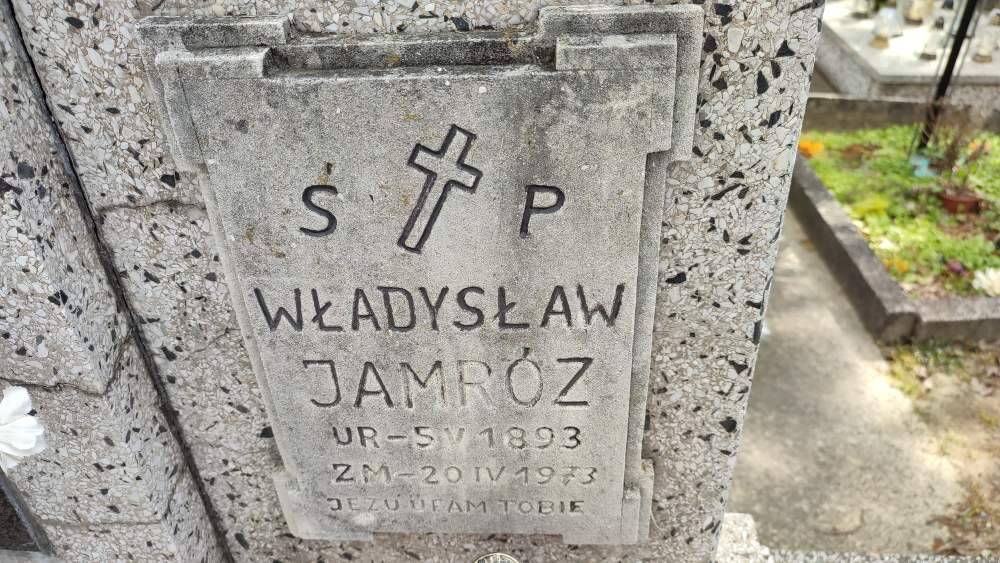 S P
WŁADYSŁAW
JAMRÓZ
UR-5 V 1893
ZM-20 IV 1973
JEZU UFAM TOBIE